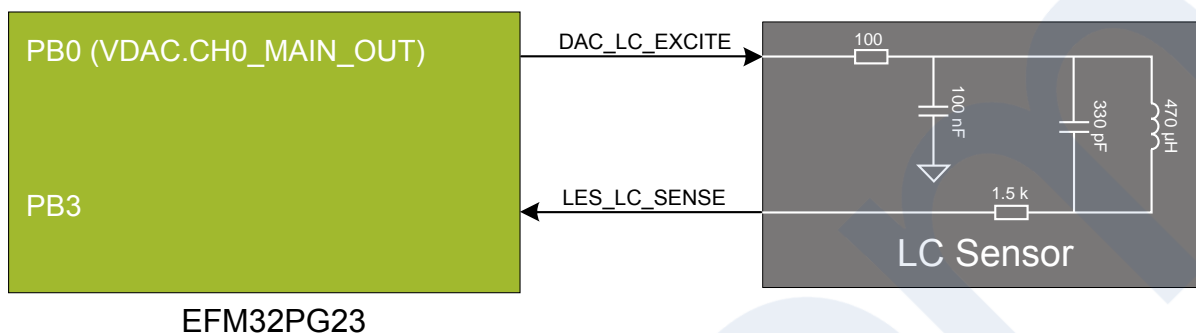 PB0 (VDAC.CH0_MAIN_OUT)
DAC_LC_EXCITE
100
100 nF
330 pF
470 µH
PB3
LES_LC_SENSE
1.5 k
LC Sensor
EFM32PG23